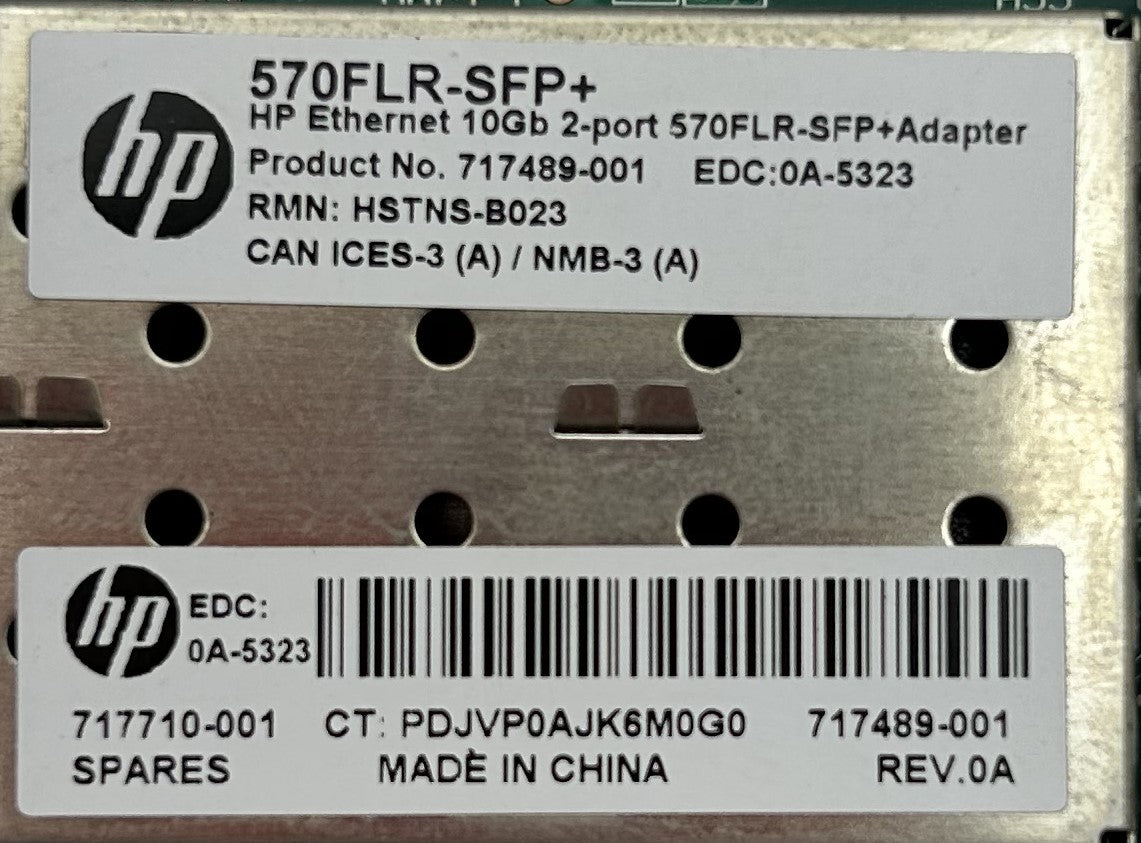 570FLR-SFP+
HP Ethernet 10Gb 2-port 570FLR-SFP+Adapter
Product No. 717489-001 EDC:0A-5323
RMN: HSTNS-B023
CAN ICES-3 (A) / NMB-3 (A)
hp
hp
EDC:
0A-5323
717710-001 CT: PDJVP0AJK6M0G0 717489-001
SPARES MADE IN CHINA REV.0A